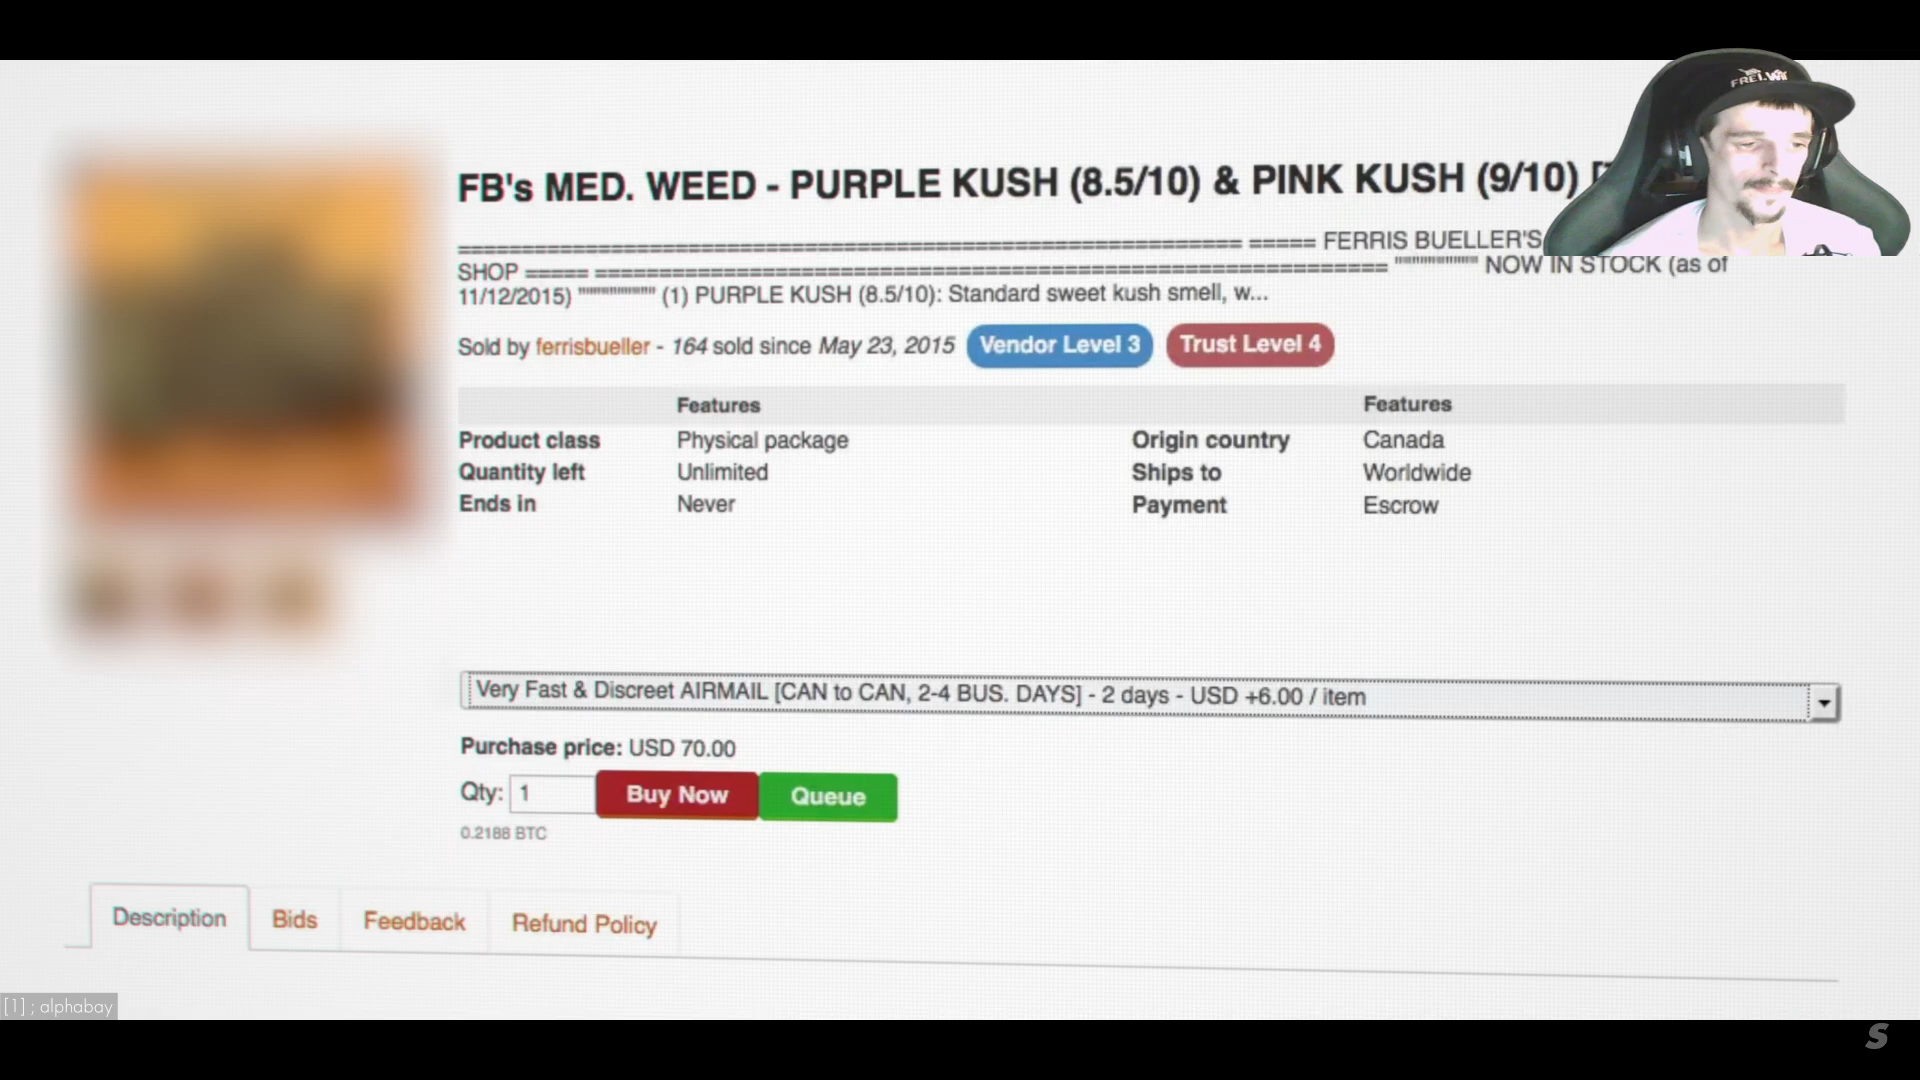 FREI.WI
FB's MED. WEED - PURPLE KUSH (8.5/10) & PINK KUSH (9/10)
============================================================= ===== FERRIS BUELLER'S
SHOP ===== ============================================================= """"""""""" NOW IN STOCK (as of
11/12/2015) """"""""""" (1) PURPLE KUSH (8.5/10): Standard sweet kush smell, w...
Sold by ferrisbueller - 164 sold since May 23, 2015 Vendor Level 3 Trust Level 4
Features Features
Product class Physical package Origin country Canada
Quantity left Unlimited Ships to Worldwide
Ends in Never Payment Escrow
Very Fast & Discreet AIRMAIL [CAN to CAN, 2-4 BUS. DAYS] - 2 days - USD +6.00 / item
Purchase price: USD 70.00
Qty: 1 Buy Now Queue
0.2188 BTC
Description Bids Feedback Refund Policy
[1] ; alphabay
S